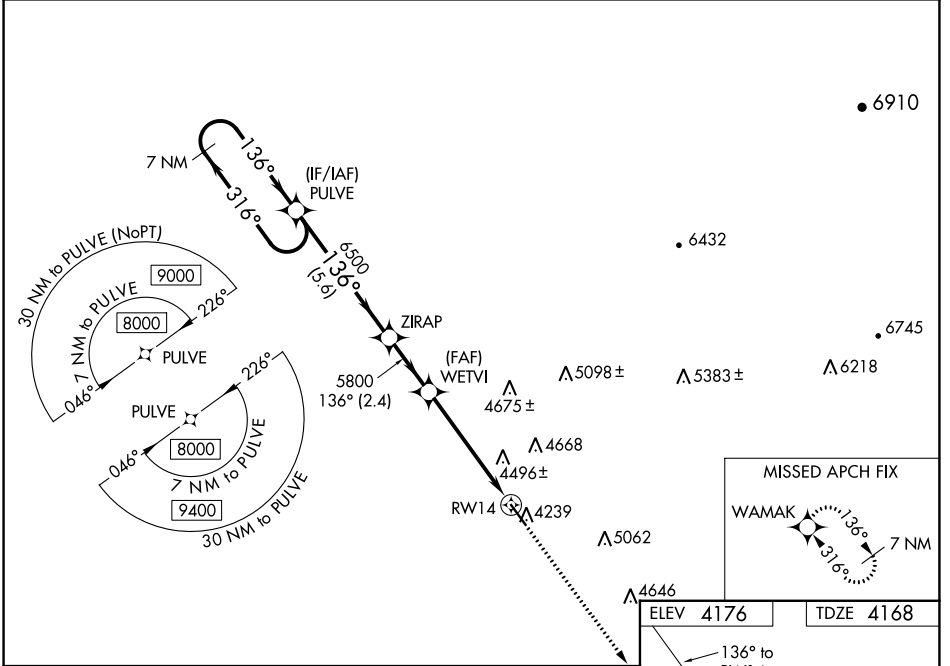 6910
7 NM
136°
316°
(IF/IAF)
PULVE
6432
30 NM to PULVE (NoPT)
9000
6500
136°
(5.6)
7 NM to PULVE
8000
226°
PULVE
046°
ZIRAP
6745
(FAF)
WETVI
5800
136° (2.4)
5098 ±
5383 ±
6218
4675 ±
226°
PULVE
046°
8000
7 NM to PULVE
9400
30 NM to PULVE
4668
4496±
RW14
4239
5062
4646
MISSED APCH FIX
WAMAK
136°
316°
7 NM
ELEV 4176
TDZE 4168
136° to